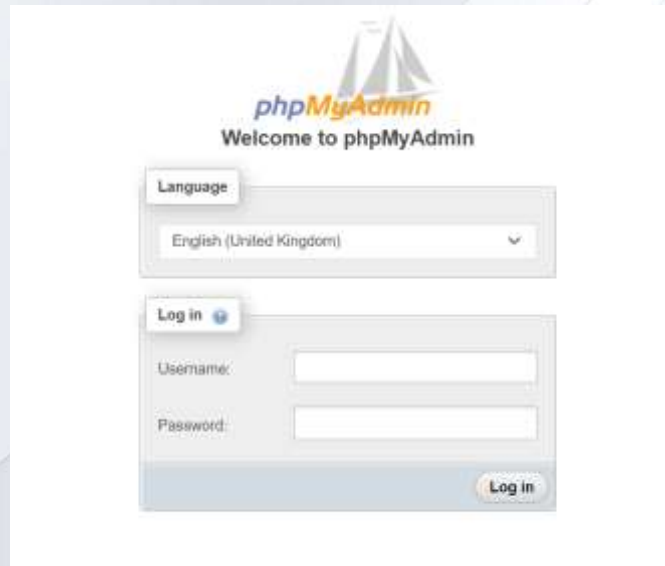 phpMyAdmin
Welcome to phpMyAdmin
Language
English (United Kingdom)
Log in
Username:
Password:
Log in